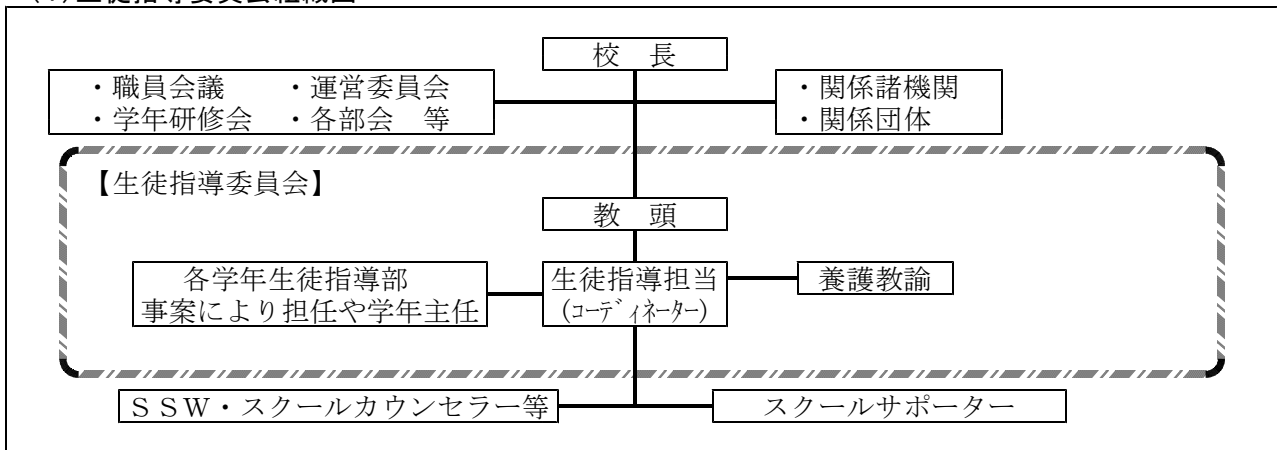 校　長
・職員会議　　・運営委員会
・学年研修会　・各部会　等
・関係諸機関
・関係団体
【生徒指導委員会】
教　頭
各学年生徒指導部
事案により担任や学年主任
生徒指導担当
(ｺｰﾃﾞｨﾈｰﾀｰ)
養護教諭
ＳＳＷ・スクールカウンセラー等
スクールサポーター